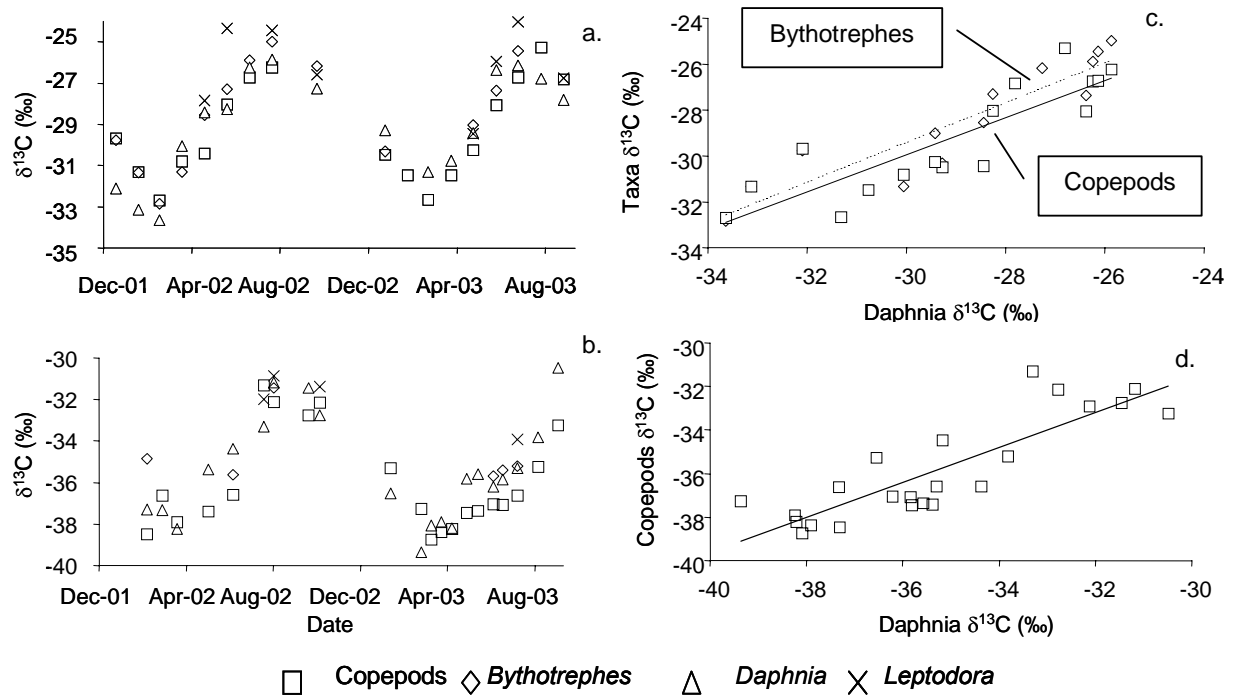 a.
-25
-27
-29
-31
-33
-35
δ13C (‰)
Dec-01 Apr-02 Aug-02 Dec-02 Apr-03 Aug-03
c.
Bythotrephes
Copepods
-24
-26
-28
-30
-32
-34
Taxa δ13C (‰)
-34 -32 -30 -28 -26 -24
Daphnia δ13C (‰)
b.
-30
-32
-34
-36
-38
-40
δ13C (‰)
Dec-01 Apr-02 Aug-02 Dec-02 Apr-03 Aug-03
Date
d.
-30
-32
-34
-36
-38
-40
Copepods δ13C (‰)
-40 -38 -36 -34 -32 -30
Daphnia δ13C (‰)
Copepods Bythotrephes Daphnia Leptodora